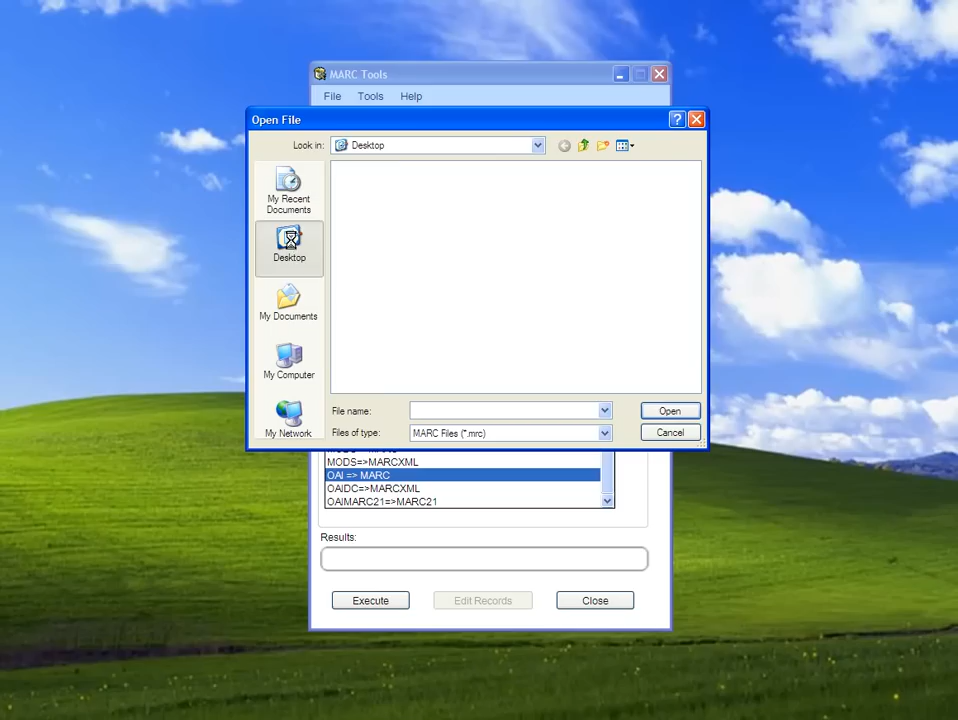 MARC Tools
File Tools Help
Open File
Look in: Desktop
My Recent
Documents
Desktop
My Documents
My Computer
My Network
File name: Open
Files of type: MARC Files (*.mrc) Cancel
MODS=>MARCXML
OAI => MARC
OAIDC=>MARCXML
OAIMARC21=>MARC21
Results:
Execute Edit Records Close